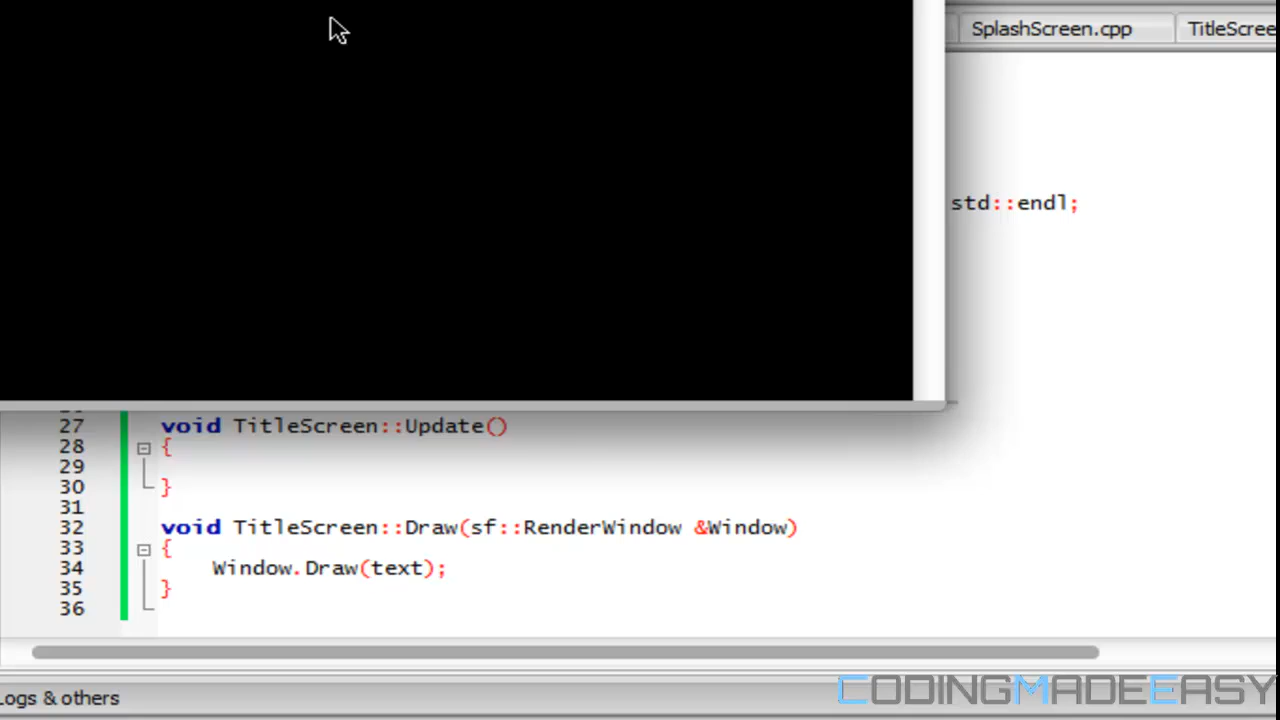 SplashScreen.cpp TitleScree
std::endl;
27 void TitleScreen::Update()
28 {
29
30 }
31
32 void TitleScreen::Draw(sf::RenderWindow &Window)
33 {
34 Window.Draw(text);
35 }
36
Logs & others
CODINGMADEEASY